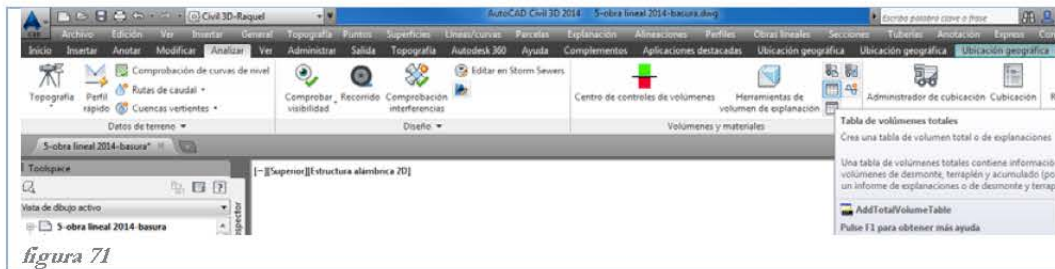 Civil 3D-Raquel
AutoCAD Civil 3D 2014 5-obra lineal 2014-basura.dwg
Escriba palabra clave o frase
Archivo Edición Ver Insertar General Topografía Puntos Superficies Líneas/curvas Parcelas Explanación Alineaciones Perfiles Obras lineales Secciones Tuberías Anotación Express
Inicio Insertar Anotar Modificar Analizar Ver Administrar Salida Topografía Autodesk 360 Ayuda Complementos Aplicaciones destacadas Ubicación geográfica Ubicación geográfica Ubicación geográfica
Comprobación de curvas de nivel
Rutas de caudal
Cuencas vertientes
Topografía
Perfil rápido
Datos de terreno
Comprobar visibilidad
Recorrido
Comprobación interferencias
Editar en Storm Sewers
Diseño
Centro de controles de volúmenes
Herramientas de volumen de explanación
Volúmenes y materiales
Administrador de cubicación
Cubicación
Tabla de volúmenes totales
Crea una tabla de volumen total o de explanaciones
Una tabla de volúmenes totales contiene informació
volúmenes de desmonte, terraplén y acumulado (po
un informe de explanaciones o de desmonte y terrap
AddTotalVolumeTable
Pulse F1 para obtener más ayuda
5-obra lineal 2014-basura*
Toolspace
[−][Superior][Estructura alámbrica 2D]
Vista de dibujo activo
5-obra lineal 2014-basura
figura 71